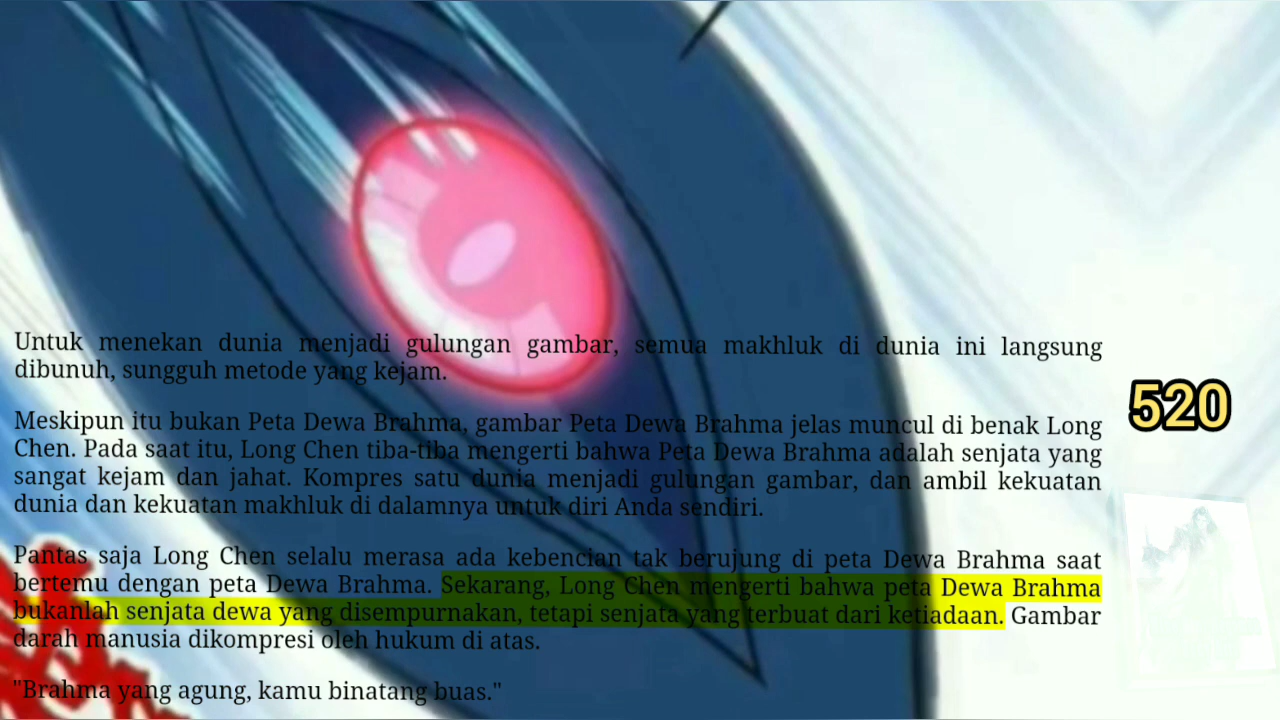 Untuk menekan dunia menjadi gulungan gambar, semua makhluk di dunia ini langsung
dibunuh, sungguh metode yang kejam.
Meskipun itu bukan Peta Dewa Brahma, gambar Peta Dewa Brahma jelas muncul di benak Long
Chen. Pada saat itu, Long Chen tiba-tiba mengerti bahwa Peta Dewa Brahma adalah senjata yang
sangat kejam dan jahat. Kompres satu dunia menjadi gulungan gambar, dan ambil kekuatan
dunia dan kekuatan makhluk di dalamnya untuk diri Anda sendiri.
Pantas saja Long Chen selalu merasa ada kebencian tak berujung di peta Dewa Brahma saat
bertemu dengan peta Dewa Brahma. Sekarang, Long Chen mengerti bahwa peta Dewa Brahma
bukanlah senjata dewa yang disempurnakan, tetapi senjata yang terbuat dari ketiadaan. Gambar
darah manusia dikompresi oleh hukum di atas.
"Brahma yang agung, kamu binatang buas."
520